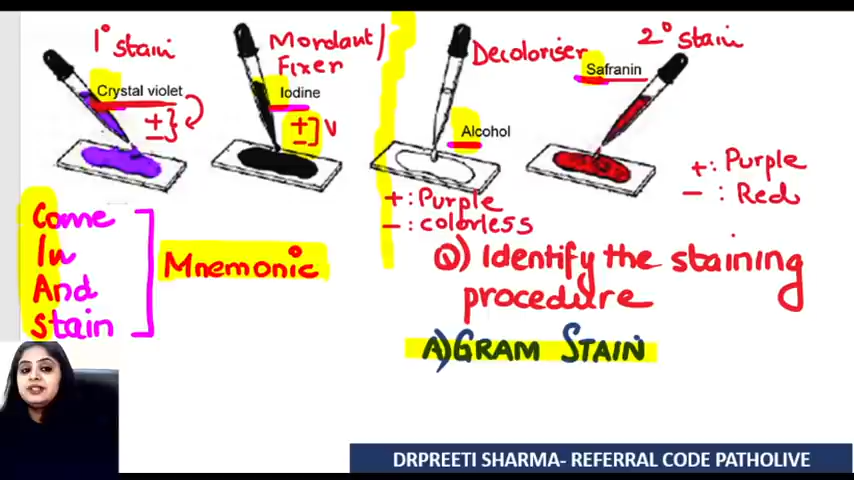 1° Stain
Crystal violet
+
-
Mordant/
Fixer
Iodine
+
-
V
Decoloriser
Alcohol
+ : Purple
- : colorless
2° Stain
Safranin
+ : Purple
- : Red
Come
In
And
Stain
Mnemonic
Q) Identify the staining
procedure
A) GRAM STAIN
DRPREETI SHARMA- REFERRAL CODE PATHOLIVE